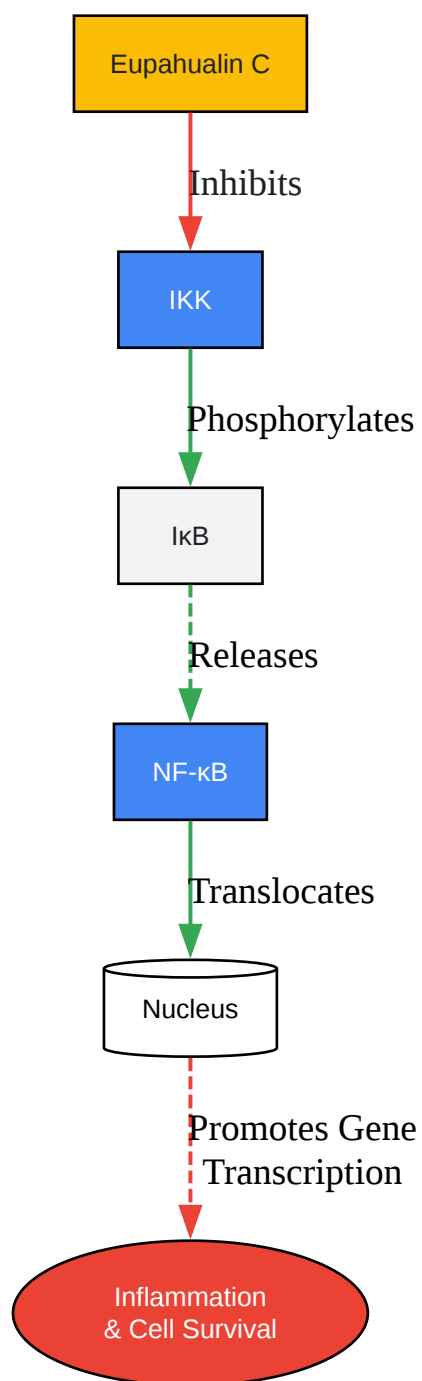 Eupahualin C
Inhibits
IKK
Phosphorylates
IκB
Releases
NF-κB
Translocates
Nucleus
Promotes Gene
Transcription
Inflammation
& Cell Survival